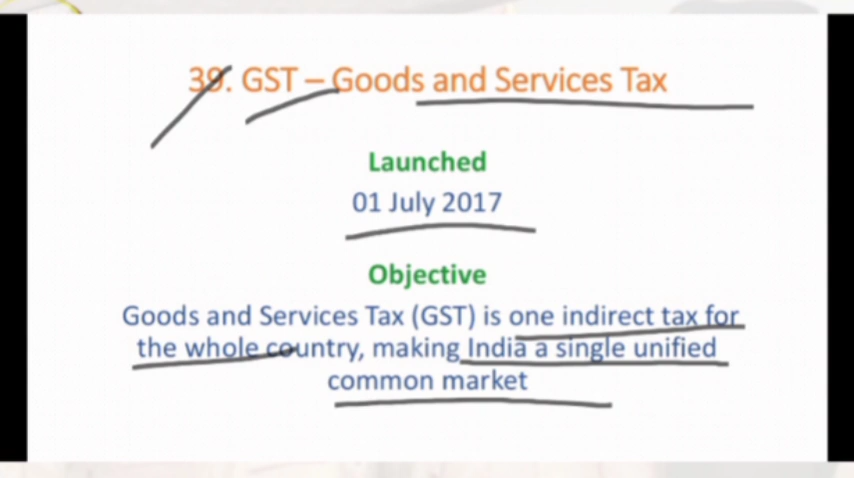 39. GST – Goods and Services Tax
Launched
01 July 2017
Objective
Goods and Services Tax (GST) is one indirect tax for
the whole country, making India a single unified
common market